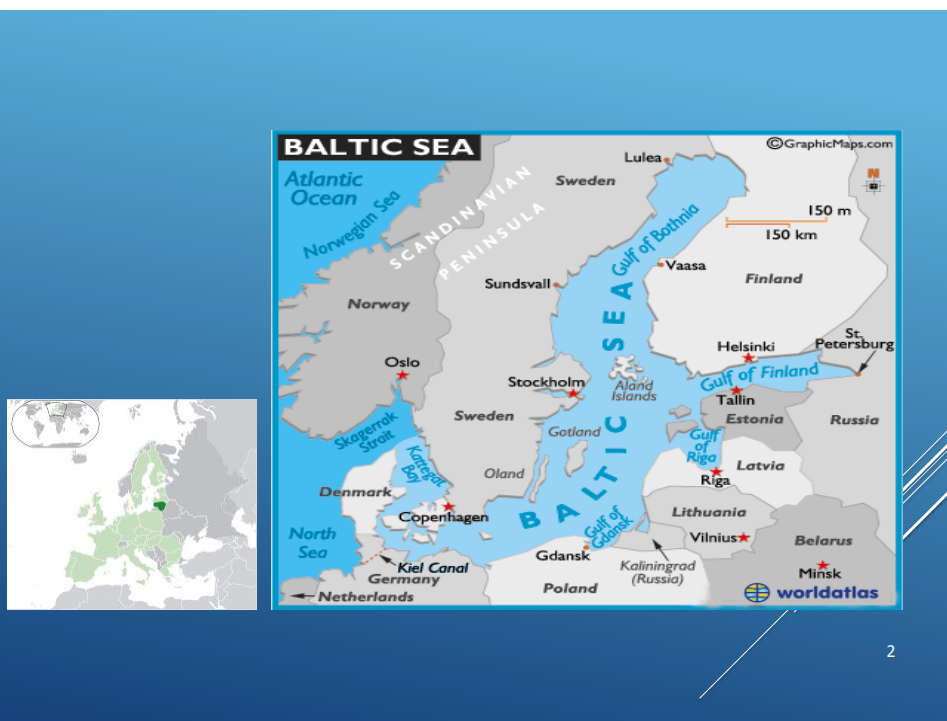 BALTIC SEA
©GraphicMaps.com
Atlantic
Ocean
Norwegian Sea
SCANDINAVIAN
PENINSULA
Sweden
Lulea
N
150 m
150 km
Gulf of Bothnia
Vaasa
Finland
Sundsvall
Norway
BALTIC SEA
Helsinki
St.
Petersburg
Oslo
Gulf of Finland
Stockholm
Aland
Islands
Tallin
Estonia
Russia
Skagerrak
Strait
Sweden
Gotland
Kattegat
Bay
Gulf
of
Riga
Latvia
Oland
Riga
Denmark
Copenhagen
Lithuania
North
Sea
Gulf of
Gdansk
Vilnius
Belarus
Gdansk
Kiel Canal
Kaliningrad
(Russia)
Minsk
Germany
Poland
Netherlands
worldatlas
2